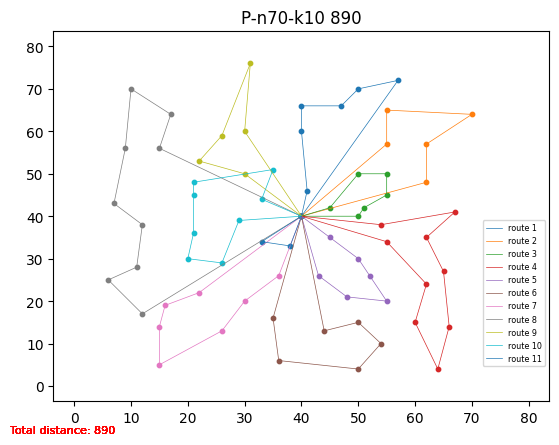 P-n70-k10 890
80
70
60
50
40
30
20
10
0
0 10 20 30 40 50 60 70 80
route 1
route 2
route 3
route 4
route 5
route 6
route 7
route 8
route 9
route 10
route 11
Total distance: 890